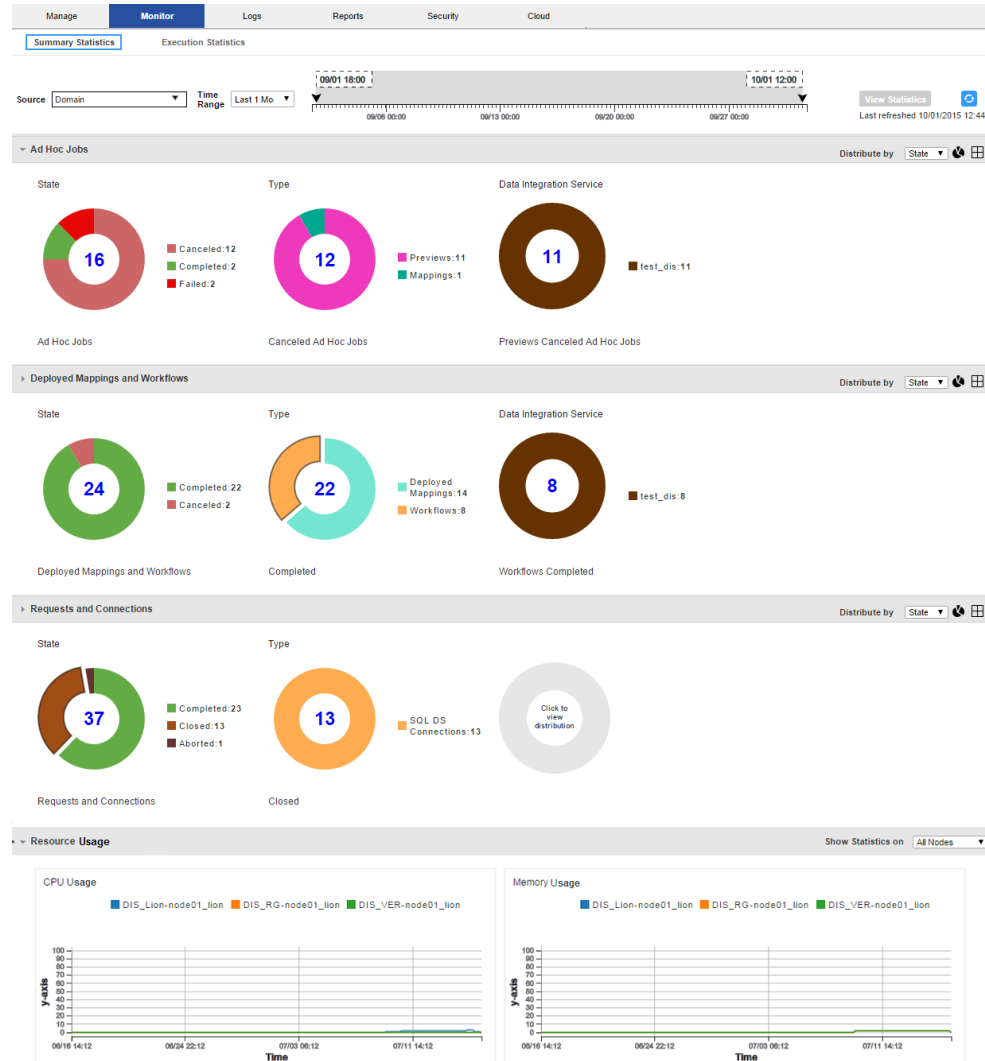 Manage Monitor Logs Reports Security Cloud
Summary Statistics Execution Statistics
09/01 18:00 10/01 12:00
Source Domain Time Range Last 1 Mo
View Statistics
09/06 00:00 09/13 00:00 09/20 00:00 09/27 00:00
Last refreshed 10/01/2015 12:44
Ad Hoc Jobs Distribute by State
State Type Data Integration Service
16
Canceled:12
Completed:2
Failed:2
12
Previews:11
Mappings:1
11
test_dis:11
Ad Hoc Jobs Canceled Ad Hoc Jobs Previews Canceled Ad Hoc Jobs
Deployed Mappings and Workflows Distribute by State
State Type Data Integration Service
24
Completed:22
Canceled:2
22
Deployed
Mappings:14
Workflows:8
8
test_dis:8
Deployed Mappings and Workflows Completed Workflows Completed
Requests and Connections Distribute by State
State Type
37
Completed:23
Closed:13
Aborted:1
13
SQL DS
Connections:13
Click to
view
distribution
Requests and Connections Closed
Resource Usage Show Statistics on All Nodes
CPU Usage
DIS_Lion-node01_lion DIS_RG-node01_lion DIS_VER-node01_lion
100
90
80
70
60
50
40
30
20
10
0
y-axis
06/16 14:12 06/24 22:12 07/03 06:12 07/11 14:12
Time
Memory Usage
DIS_Lion-node01_lion DIS_RG-node01_lion DIS_VER-node01_lion
100
90
80
70
60
50
40
30
20
10
0
y-axis
06/16 14:12 06/24 22:12 07/03 06:12 07/11 14:12
Time